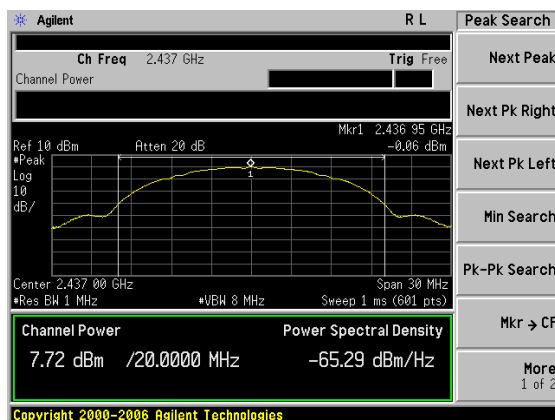 Agilent R L Peak Search
Ch Freq 2.437 GHz Trig Free
Channel Power
Next Peak
Next Pk Right
Next Pk Left
Min Search
Pk-Pk Search
Mkr → CF
More
1 of 2
Mkr1 2.436 95 GHz
Ref 10 dBm Atten 20 dB -0.06 dBm
#Peak
Log
10
dB/
1
Center 2.437 00 GHz Span 30 MHz
#Res BW 1 MHz #VBW 8 MHz Sweep 1 ms (601 pts)
Channel Power Power Spectral Density
7.72 dBm /20.0000 MHz -65.29 dBm/Hz
Copyright 2000-2006 Agilent Technologies